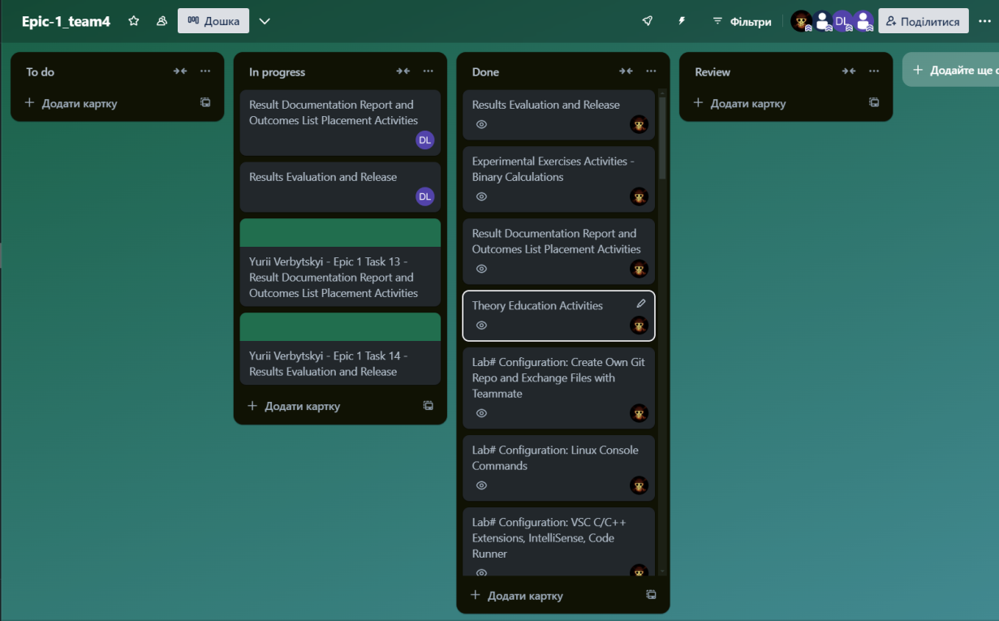 Epic-1_team4
Дошка
Фільтри
DL
Поділитися
To do
Додати картку
In progress
Result Documentation Report and
Outcomes List Placement Activities
DL
Results Evaluation and Release
DL
Yurii Verbytskyi - Epic 1 Task 13 -
Result Documentation Report and
Outcomes List Placement Activities
Yurii Verbytskyi - Epic 1 Task 14 -
Results Evaluation and Release
Додати картку
Done
Results Evaluation and Release
Experimental Exercises Activities -
Binary Calculations
Result Documentation Report and
Outcomes List Placement Activities
Theory Education Activities
Lab# Configuration: Create Own Git
Repo and Exchange Files with
Teammate
Lab# Configuration: Linux Console
Commands
Lab# Configuration: VSC C/C++
Extensions, IntelliSense, Code
Runner
Додати картку
Review
Додати картку
Додайте ще